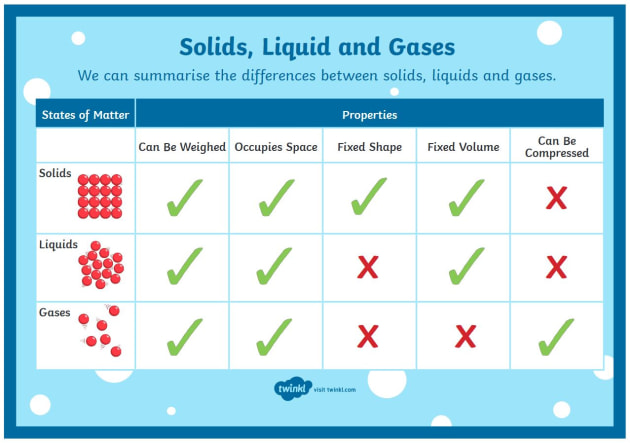 Solids, Liquid and Gases
We can summarise the differences between solids, liquids and gases.
States of Matter
Properties
Can Be Weighed
Occupies Space
Fixed Shape
Fixed Volume
Can Be
Compressed
Solids
Liquids
Gases
twinkl
visit twinkl.com